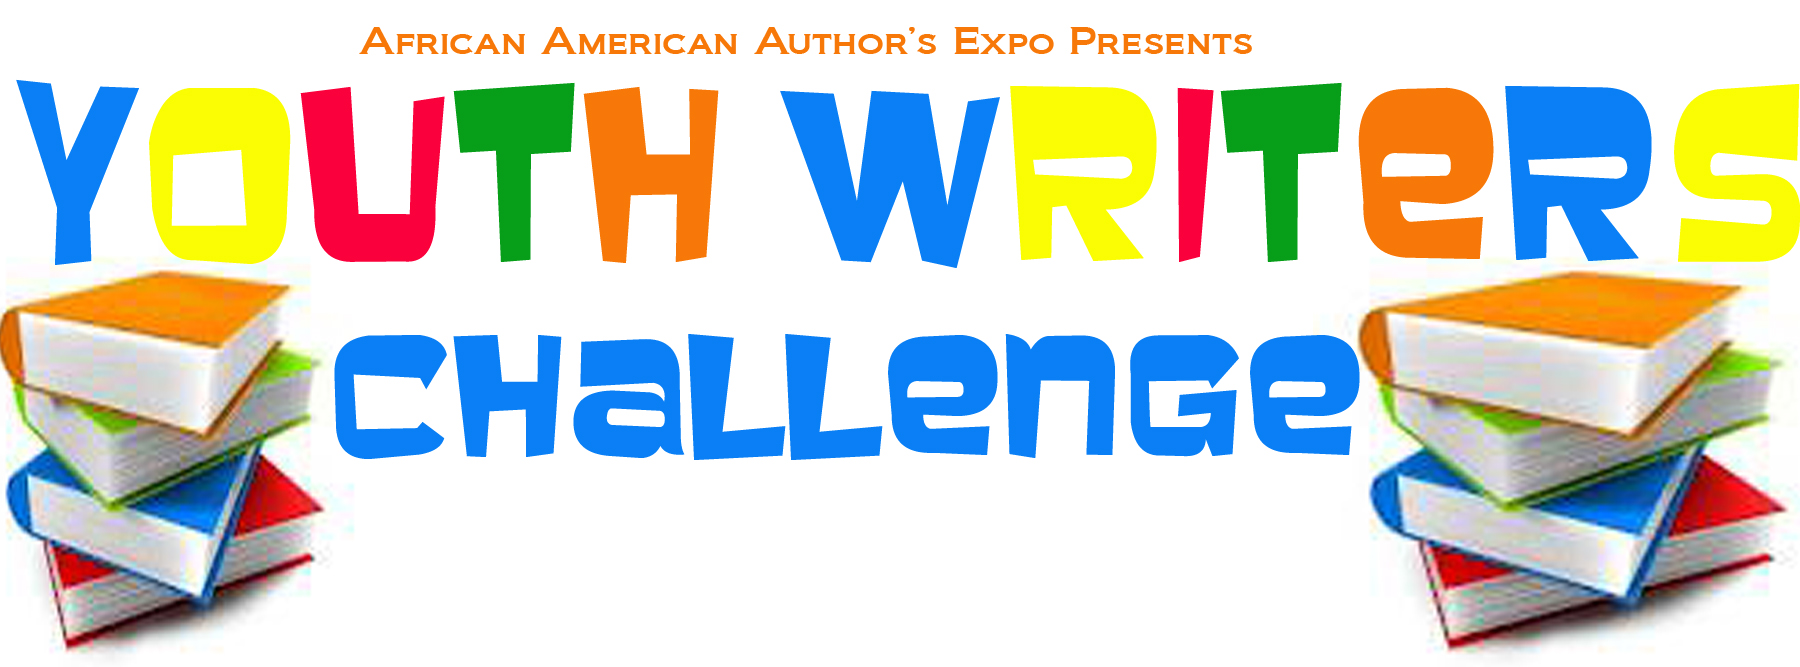 African American Author's Expo Presents
YOUTH WRITeRS
CHaLLeNGe